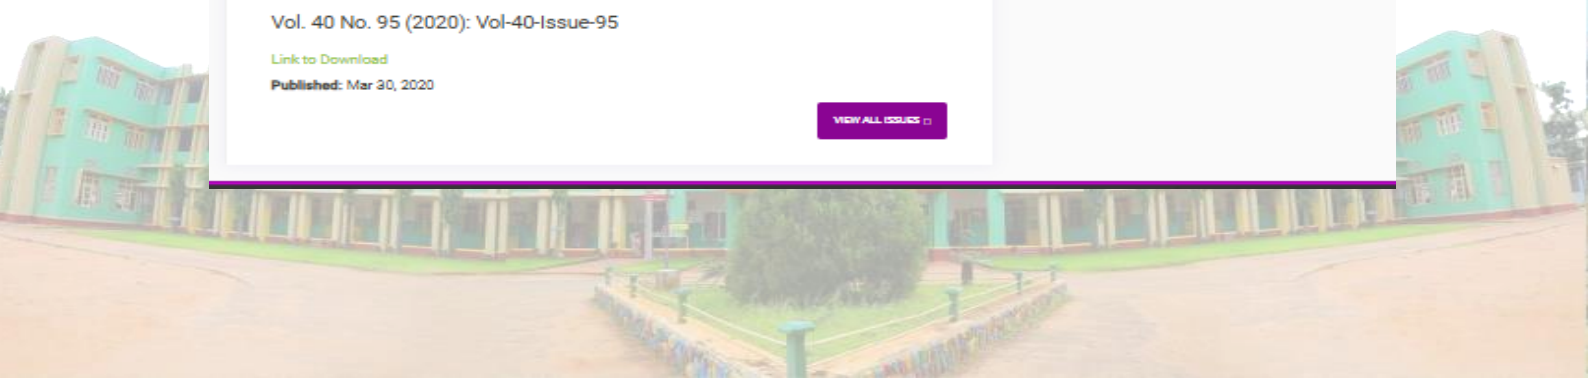 Vol. 40 No. 95 (2020): Vol-40-Issue-95
Link to Download
Published: Mar 30, 2020
VIEW ALL ISSUES